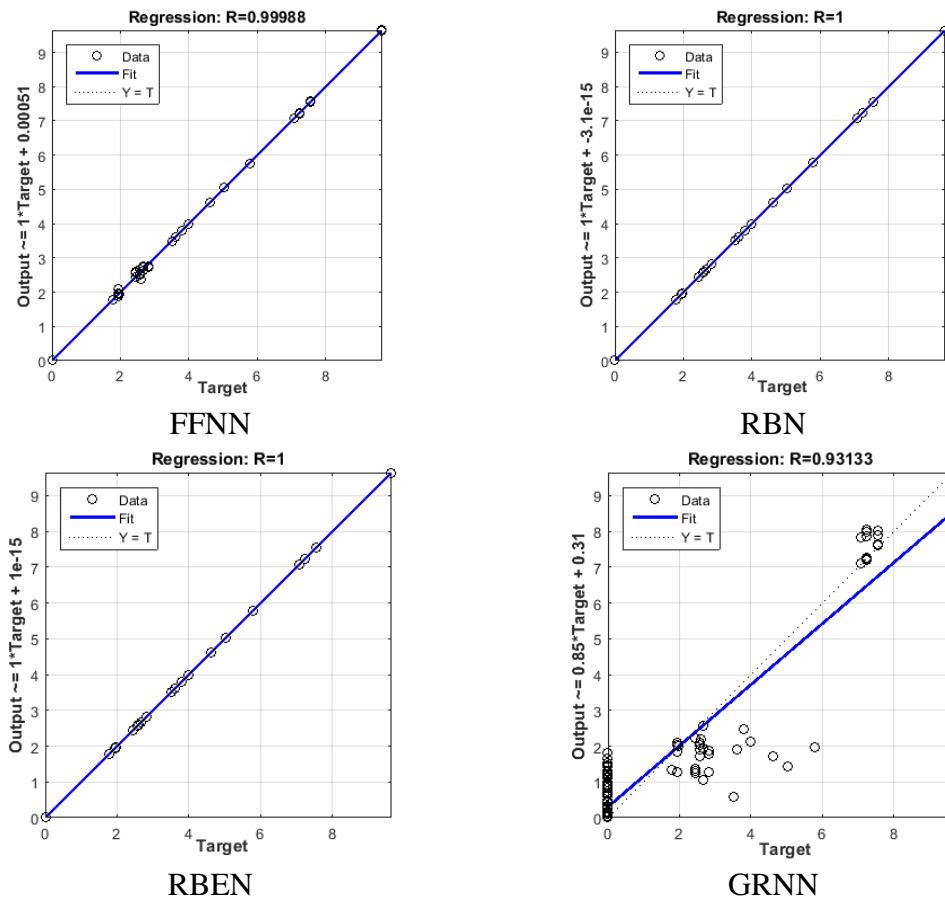 Regression: R=0.99988
Data
Fit
Y = T
Output ~= 1*Target + 0.00051
9
8
7
6
5
4
3
2
1
0
0 2 4 6 8
Target
FFNN
Regression: R=1
Data
Fit
Y = T
Output ~= 1*Target + -3.1e-15
9
8
7
6
5
4
3
2
1
0
0 2 4 6 8
Target
RBN
Regression: R=1
Data
Fit
Y = T
Output ~= 1*Target + 1e-15
9
8
7
6
5
4
3
2
1
0
0 2 4 6 8
Target
RBEN
Regression: R=0.93133
Data
Fit
Y = T
Output ~= 0.85*Target + 0.31
9
8
7
6
5
4
3
2
1
0
0 2 4 6 8
Target
GRNN